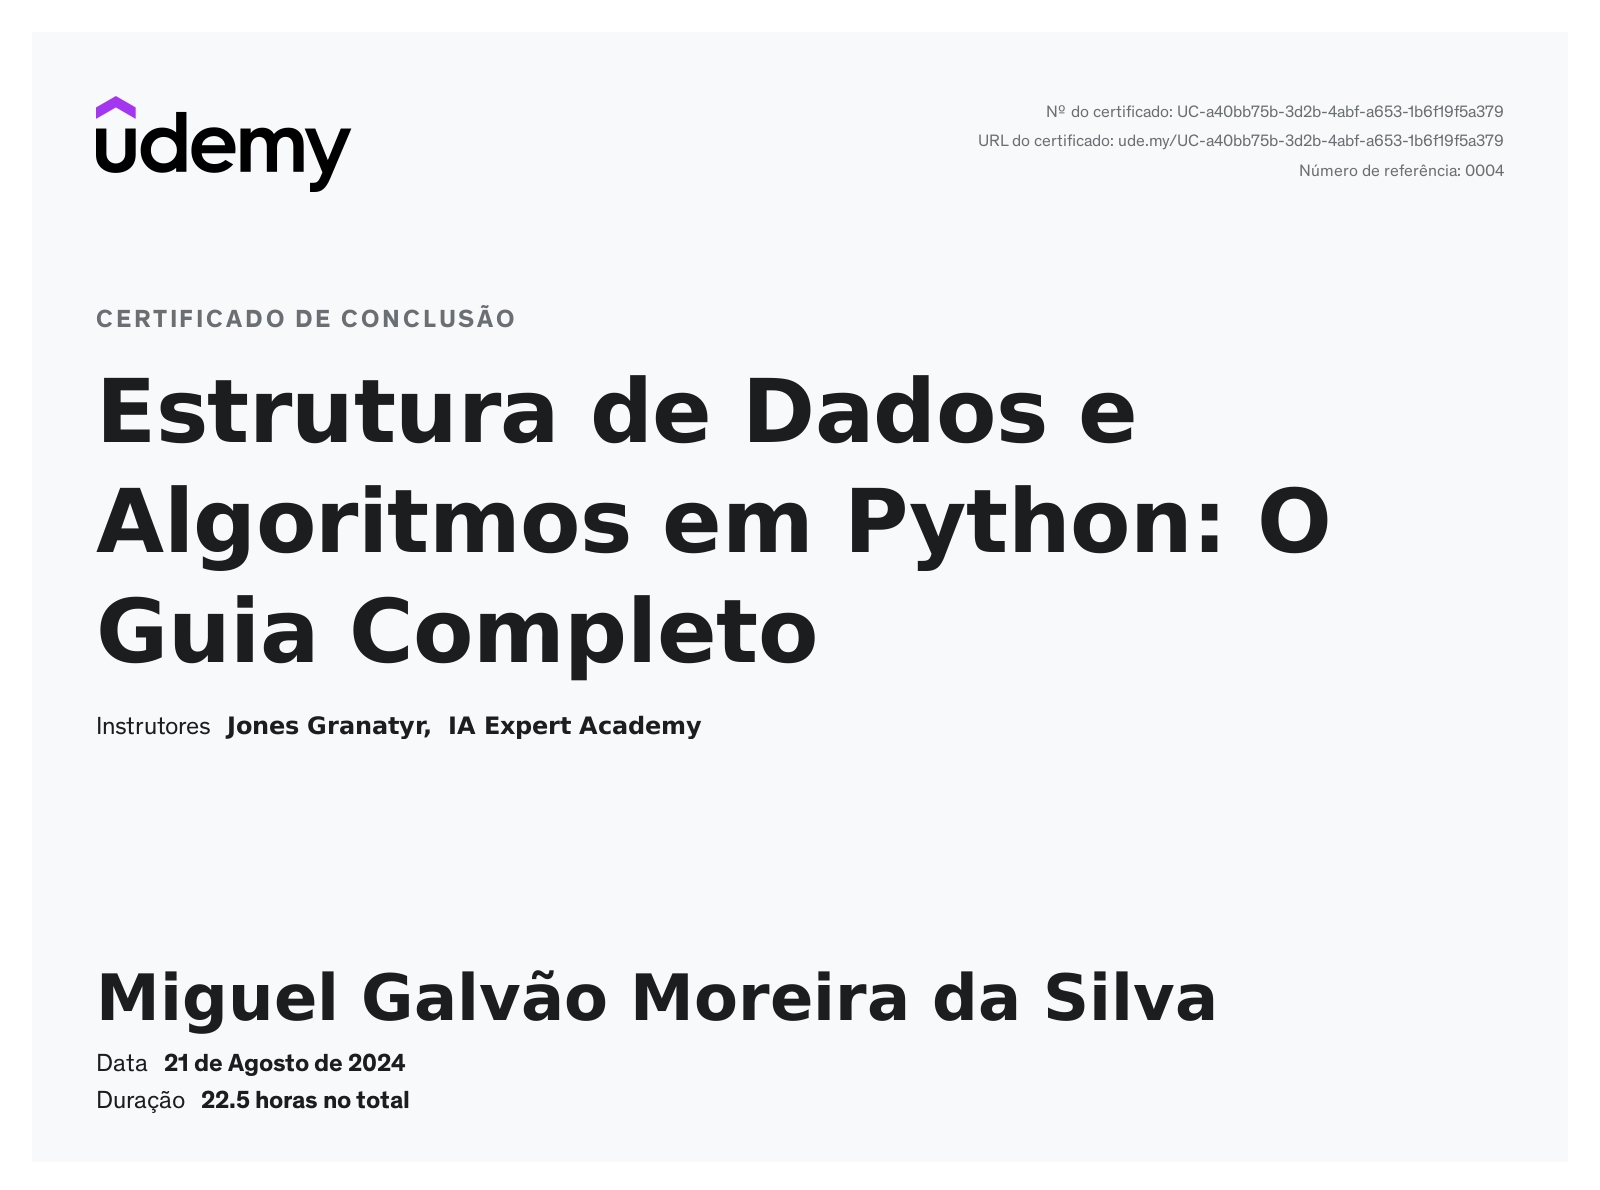 udemy
Nº do certificado: UC-a40bb75b-3d2b-4abf-a653-1b6f19f5a379
URL do certificado: ude.my/UC-a40bb75b-3d2b-4abf-a653-1b6f19f5a379
Número de referência: 0004
CERTIFICADO DE CONCLUSÃO
Estrutura de Dados e
Algoritmos em Python: O
Guia Completo
Instrutores Jones Granatyr, IA Expert Academy
Miguel Galvão Moreira da Silva
Data 21 de Agosto de 2024
Duração 22.5 horas no total